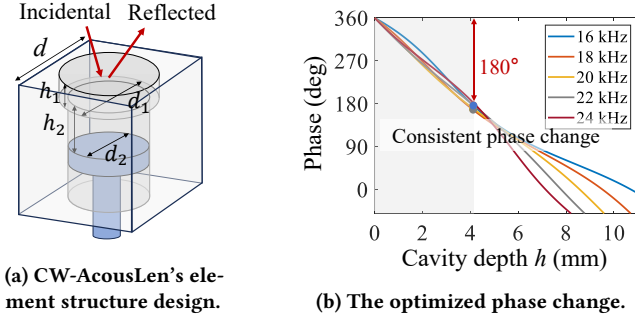 Incidental
Reflected
d
h₁
d₁
h₂
d₂
(a) CW-AcousLen's ele-
ment structure design.
360
270
180
90
0
Phase (deg)
180°
16 kHz
18 kHz
20 kHz
22 kHz
24 kHz
Consistent phase change
0 2 4 6 8 10
Cavity depth h (mm)
(b) The optimized phase change.